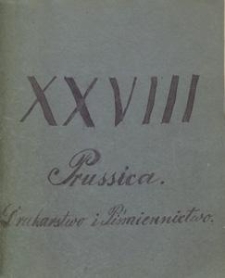 XXVIII
Prussica.
Drukarstwo i Piśmiennictwo.